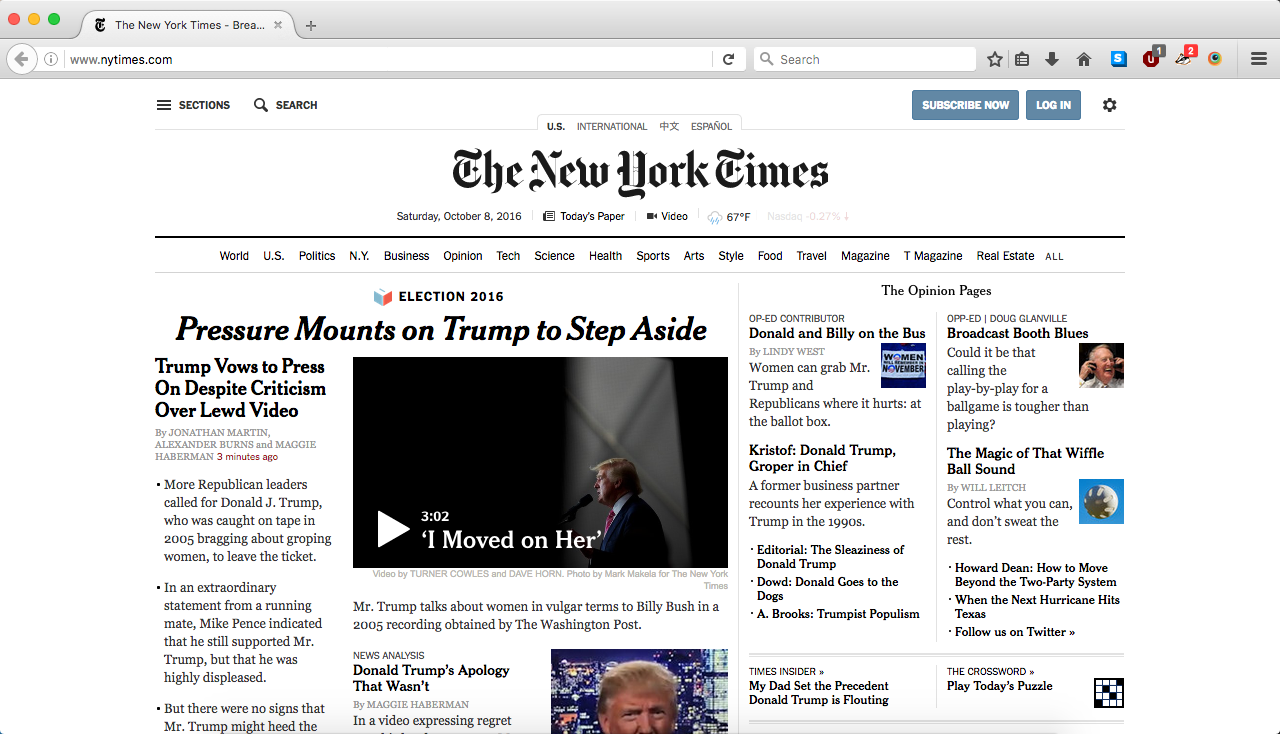 The New York Times - Brea...
www.nytimes.com
Search
1
2
SECTIONS
SEARCH
SUBSCRIBE NOW
LOG IN
U.S. INTERNATIONAL 中文 ESPAÑOL
The New York Times
Saturday, October 8, 2016
Today's Paper
Video
67°F
Nasdaq -0.27% ↓
World U.S. Politics N.Y. Business Opinion Tech Science Health Sports Arts Style Food Travel Magazine T Magazine Real Estate ALL
ELECTION 2016
Pressure Mounts on Trump to Step Aside
Trump Vows to Press
On Despite Criticism
Over Lewd Video
By JONATHAN MARTIN,
ALEXANDER BURNS and MAGGIE
HABERMAN 3 minutes ago
More Republican leaders
called for Donald J. Trump,
who was caught on tape in
2005 bragging about groping
women, to leave the ticket.
In an extraordinary
statement from a running
mate, Mike Pence indicated
that he still supported Mr.
Trump, but that he was
highly displeased.
But there were no signs that
Mr. Trump might heed the
3:02
‘I Moved on Her’
Video by TURNER COWLES and DAVE HORN. Photo by Mark Makela for The New York
Times
Mr. Trump talks about women in vulgar terms to Billy Bush in a
2005 recording obtained by The Washington Post.
NEWS ANALYSIS
Donald Trump’s Apology
That Wasn’t
By MAGGIE HABERMAN
In a video expressing regret
The Opinion Pages
OP-ED CONTRIBUTOR
Donald and Billy on the Bus
By LINDY WEST
Women can grab Mr.
Trump and
Republicans where it hurts: at
the ballot box.
WOMEN
WILL REMEMBER IN
NOVEMBER
Kristof: Donald Trump,
Groper in Chief
A former business partner
recounts her experience with
Trump in the 1990s.
· Editorial: The Sleaziness of
Donald Trump
· Dowd: Donald Goes to the
Dogs
· A. Brooks: Trumpist Populism
OPP-ED | DOUG GLANVILLE
Broadcast Booth Blues
Could it be that
calling the
play-by-play for a
ballgame is tougher than
playing?
The Magic of That Wiffle
Ball Sound
By WILL LEITCH
Control what you can,
and don’t sweat the
rest.
· Howard Dean: How to Move
Beyond the Two-Party System
· When the Next Hurricane Hits
Texas
· Follow us on Twitter »
TIMES INSIDER »
My Dad Set the Precedent
Donald Trump is Flouting
THE CROSSWORD »
Play Today’s Puzzle